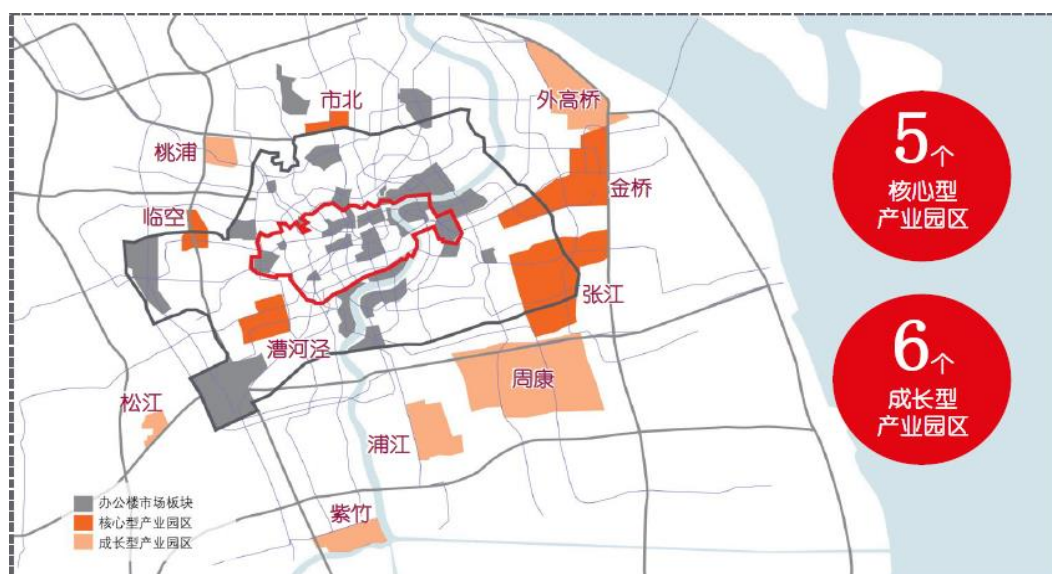 市北
外高桥
桃浦
金桥
临空
张江
漕河泾
周康
松江
浦江
紫竹
办公楼市场板块
核心型产业园区
成长型产业园区
5个
核心型
产业园区
6个
成长型
产业园区